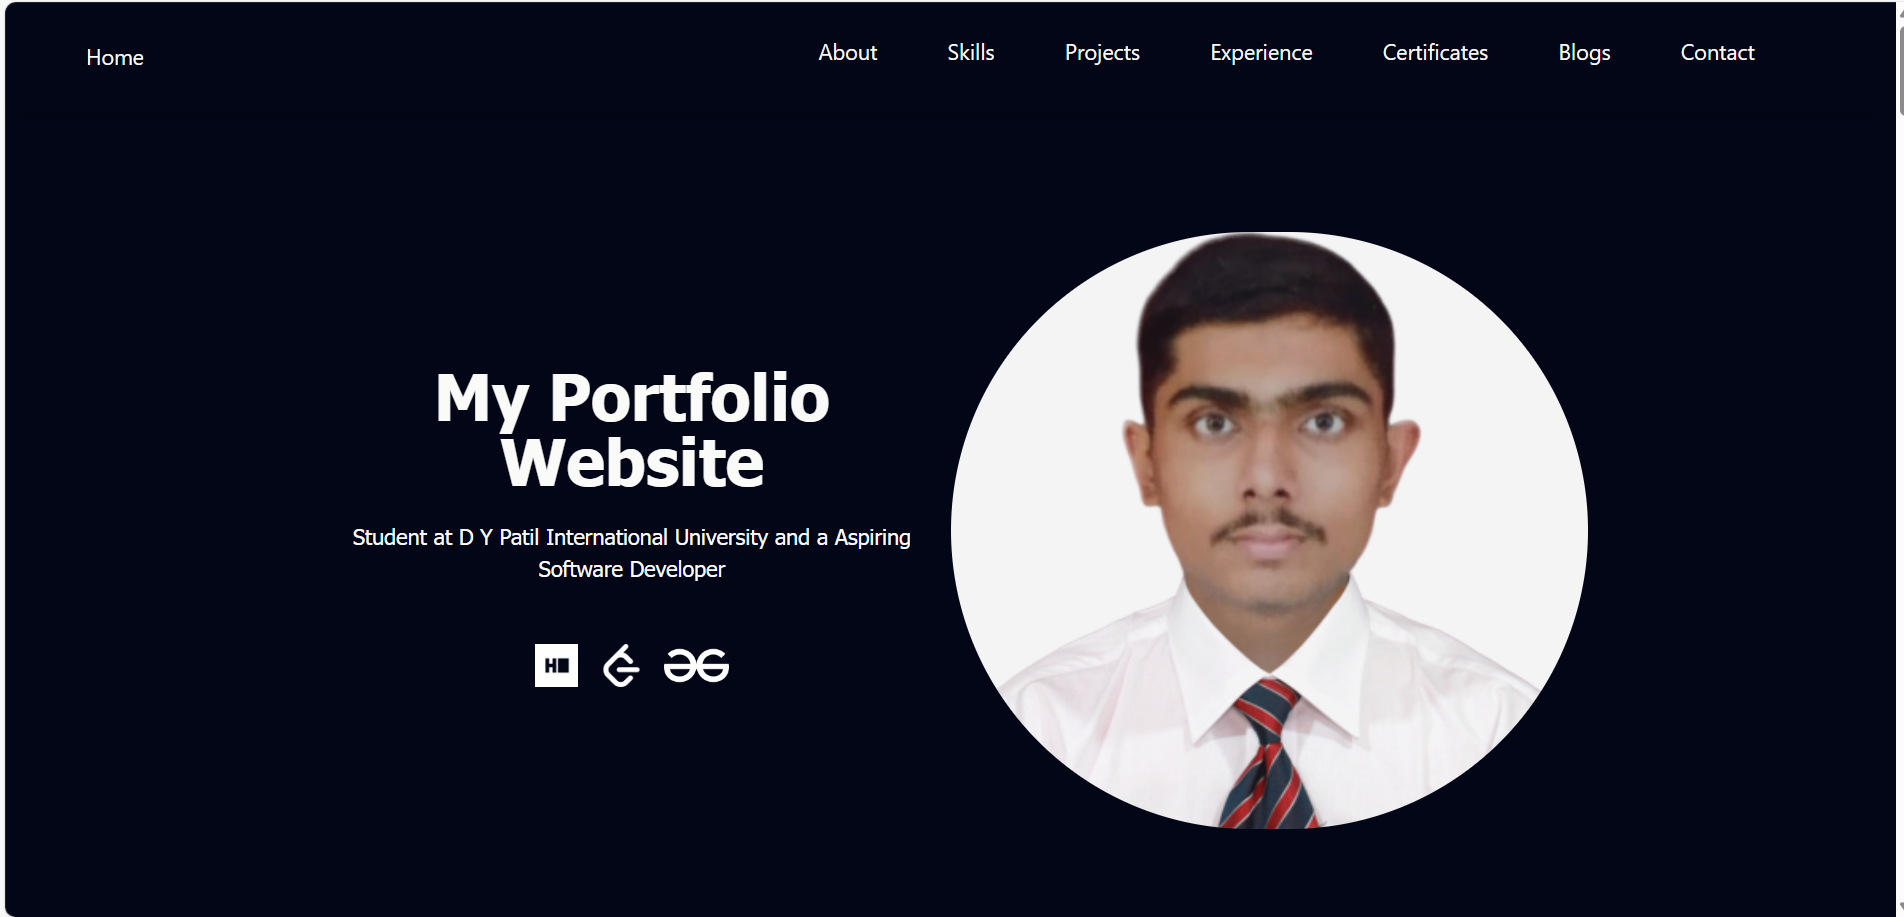 Home
About
Skills
Projects
Experience
Certificates
Blogs
Contact
My Portfolio
Website
Student at D Y Patil International University and a Aspiring
Software Developer
H